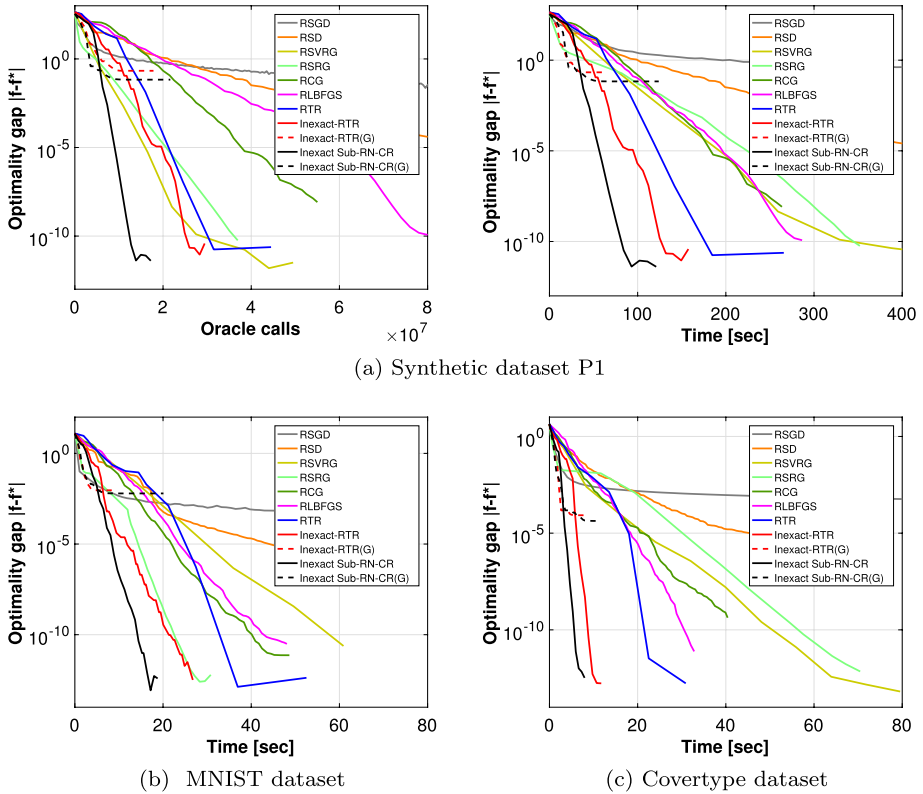 Optimality gap |f-f*|
10^0
10^-5
10^-10
0
2
4
6
8
Oracle calls
×10^7
RSGD
RSD
RSVRG
RSRG
RCG
RLBFGS
RTR
Inexact-RTR
Inexact-RTR(G)
Inexact Sub-RN-CR
Inexact Sub-RN-CR(G)
Optimality gap |f-f*|
10^0
10^-5
10^-10
0
100
200
300
400
Time [sec]
RSGD
RSD
RSVRG
RSRG
RCG
RLBFGS
RTR
Inexact-RTR
Inexact-RTR(G)
Inexact Sub-RN-CR
Inexact Sub-RN-CR(G)
(a) Synthetic dataset P1
Optimality gap |f-f*|
10^0
10^-5
10^-10
0
20
40
60
80
Time [sec]
RSGD
RSD
RSVRG
RSRG
RCG
RLBFGS
RTR
Inexact-RTR
Inexact-RTR(G)
Inexact Sub-RN-CR
Inexact Sub-RN-CR(G)
(b) MNIST dataset
Optimality gap |f-f*|
10^0
10^-5
10^-10
0
20
40
60
80
Time [sec]
RSGD
RSD
RSVRG
RSRG
RCG
RLBFGS
RTR
Inexact-RTR
Inexact-RTR(G)
Inexact Sub-RN-CR
Inexact Sub-RN-CR(G)
(c) Covertype dataset